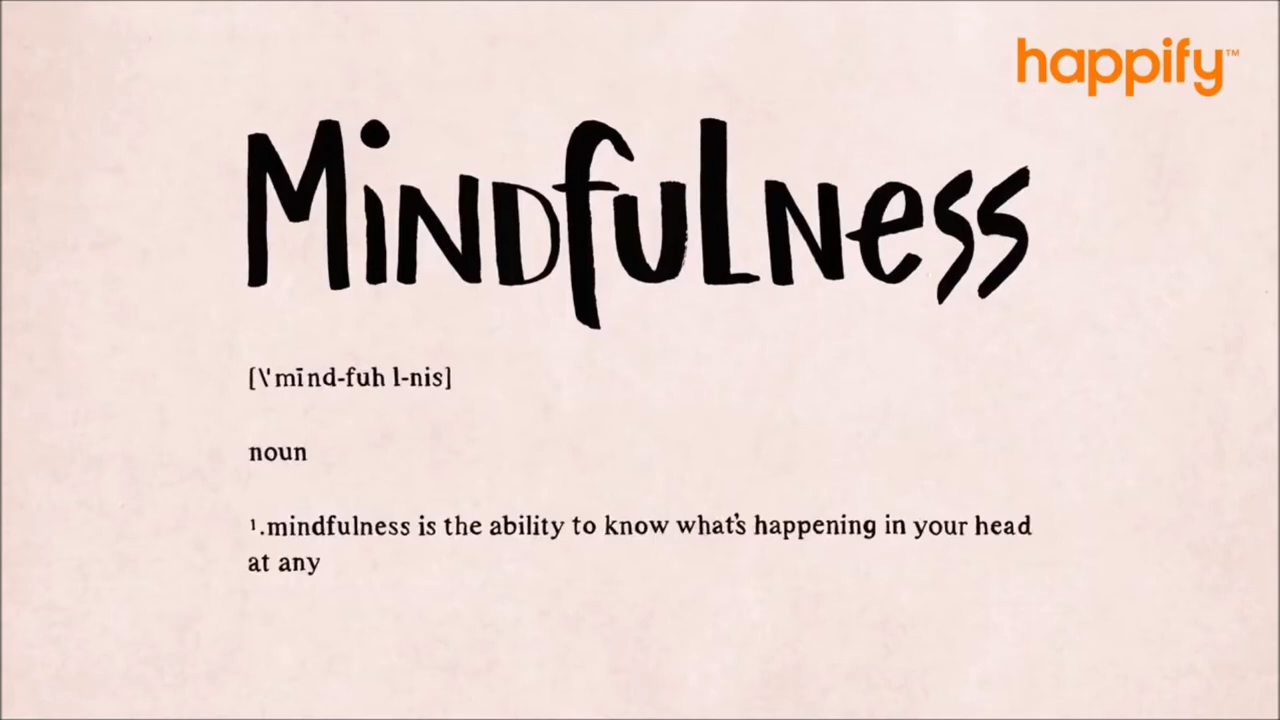 happify™
Mindfulness
[\'mīnd-fuh l-nis]
noun
¹.mindfulness is the ability to know what's happening in your head
at any